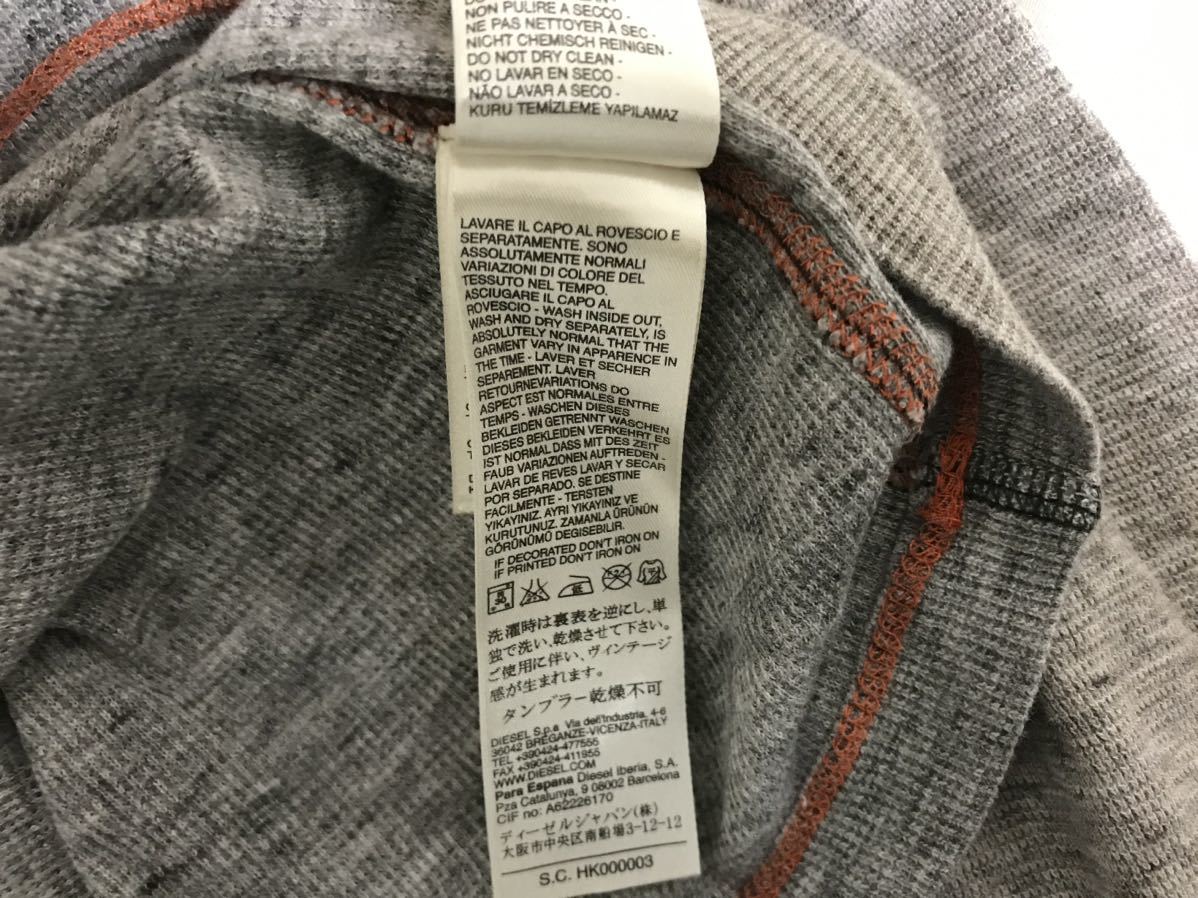 NON PULIRE A SECCO -
NE PAS NETTOYER À SEC -
NICHT CHEMISCH REINIGEN -
DO NOT DRY CLEAN -
NO LAVAR EN SECO -
NÃO LAVAR A SECO -
KURU TEMİZLEME YAPILAMAZ
LAVARE IL CAPO AL ROVESCIO E
SEPARATAMENTE. SONO
ASSOLUTAMENTE NORMALI
VARIAZIONI DI COLORE DEL
TESSUTO NEL TEMPO.
ASCIUGARE IL CAPO AL
ROVESCIO - WASH INSIDE OUT,
WASH AND DRY SEPARATELY, IS
ABSOLUTELY NORMAL THAT THE
GARMENT VARY IN APPARENCE IN
THE TIME - LAVER ET SECHER
SEPAREMENT. LAVER
RETOURNEVARIATIONS DO
ASPECT EST NORMALES ENTRE
TEMPS - WASCHEN DIESES
BEKLEIDEN GETRENNT WASCHEN
DIESES BEKLEIDEN VERKEHRT ES
IST NORMAL DASS MIT DES ZEIT
FAUB VARIAZIONEN AUFTREDEN -
LAVAR DE REVES LAVAR Y SECAR
POR SEPARADO. SE DESTINE
FACILMENTE - TERSTEN
YIKAYINIZ. AYRI YIKAYINIZ VE
KURUTUNUZ. ZAMANLA ÜRÜNÜN
GÖRÜNÜMÜ DEGISEBILIR.
IF DECORATED DON'T IRON ON
IF PRINTED DON'T IRON ON
洗濯時は裏表を逆にし、単
独で洗い、乾燥させて下さい。
ご使用に伴い、ヴィンテージ
感が生まれます。
タンブラー乾燥不可
DIESEL S.p.a Via dell'Industria, 4-6
36042 BREGANZE-VICENZA-ITALY
TEL +390424-477555
FAX +390424-411955
WWW.DIESEL.COM
Para Espana Diesel Iberia, S.A.
Pza Catalunya, 9 08002 Barcelona
CIF no: A62226170
ディーゼルジャパン(株)
大阪市中央区南船場3-12-12
S.C. HK000003